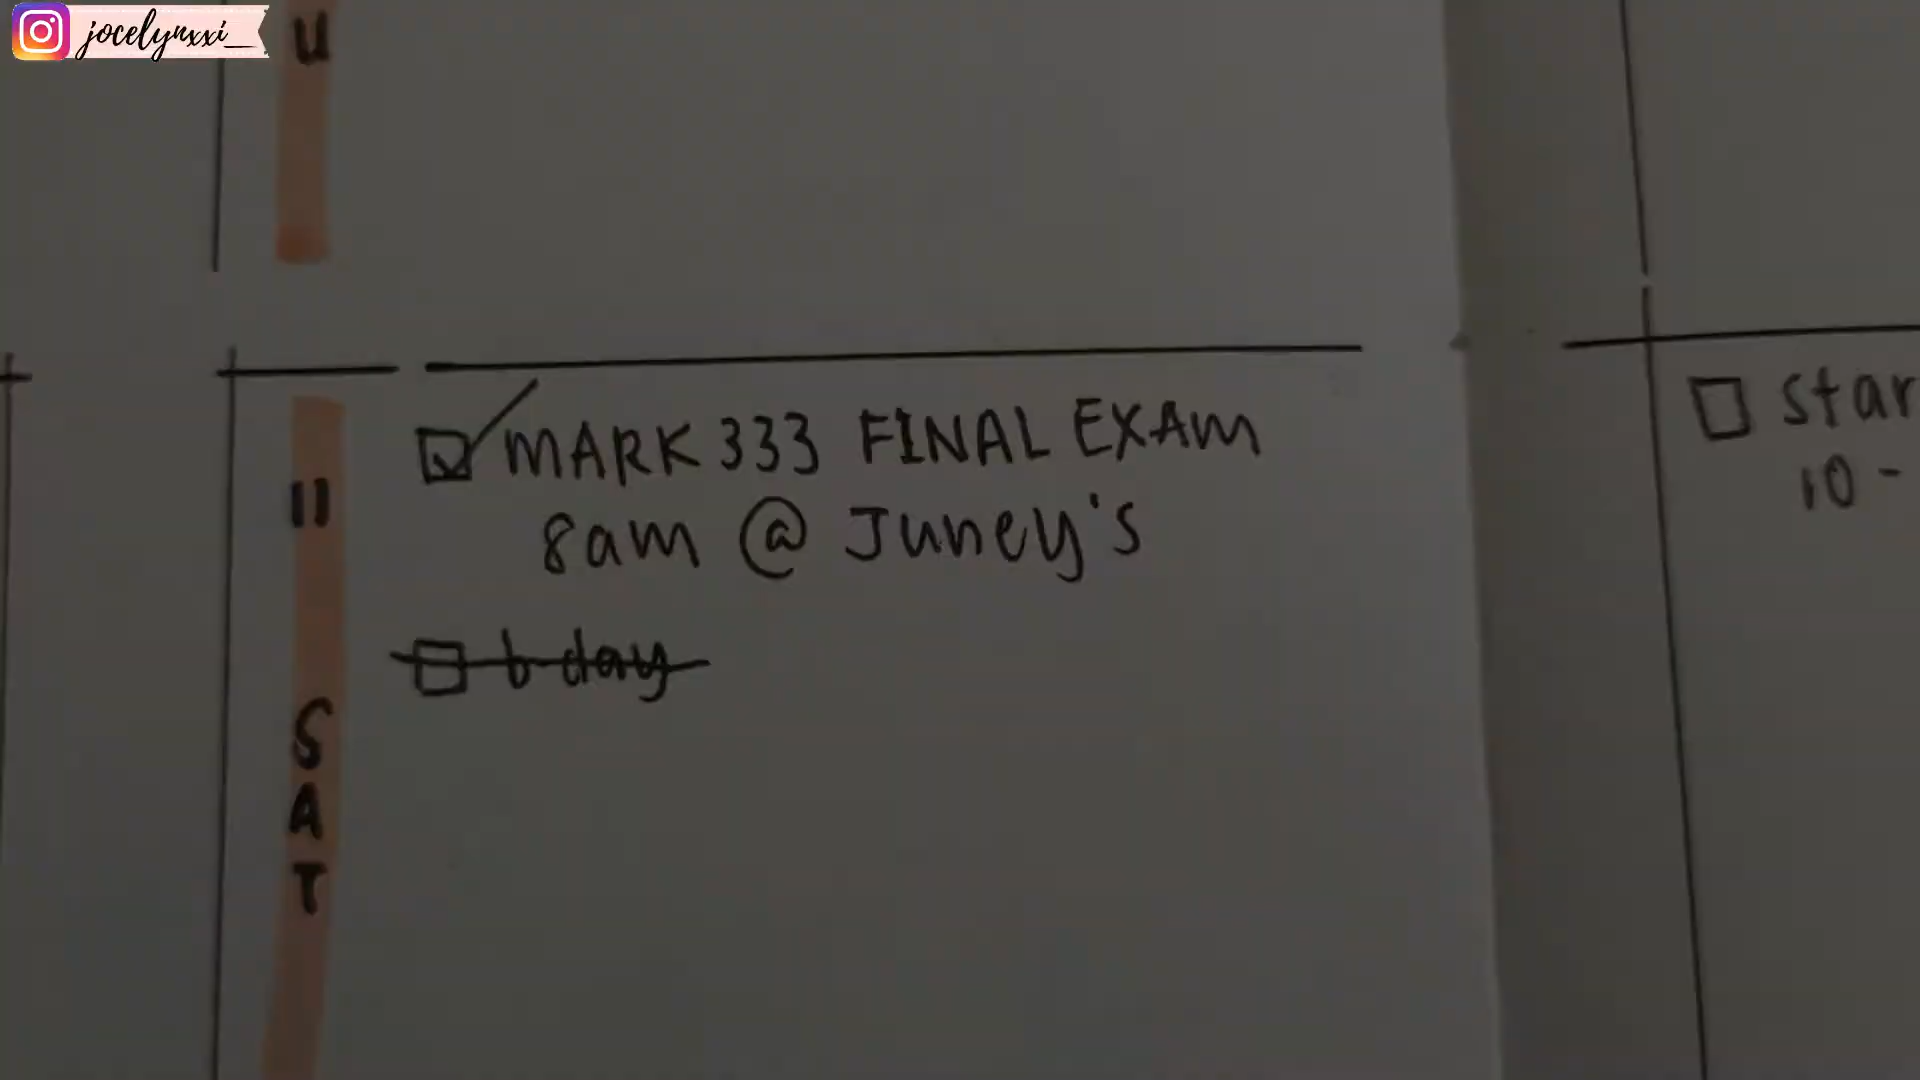 jocelynxxi_
U
11
SAT
MARK 333 FINAL EXAM
8am @ Juney's
b day
star
10 -